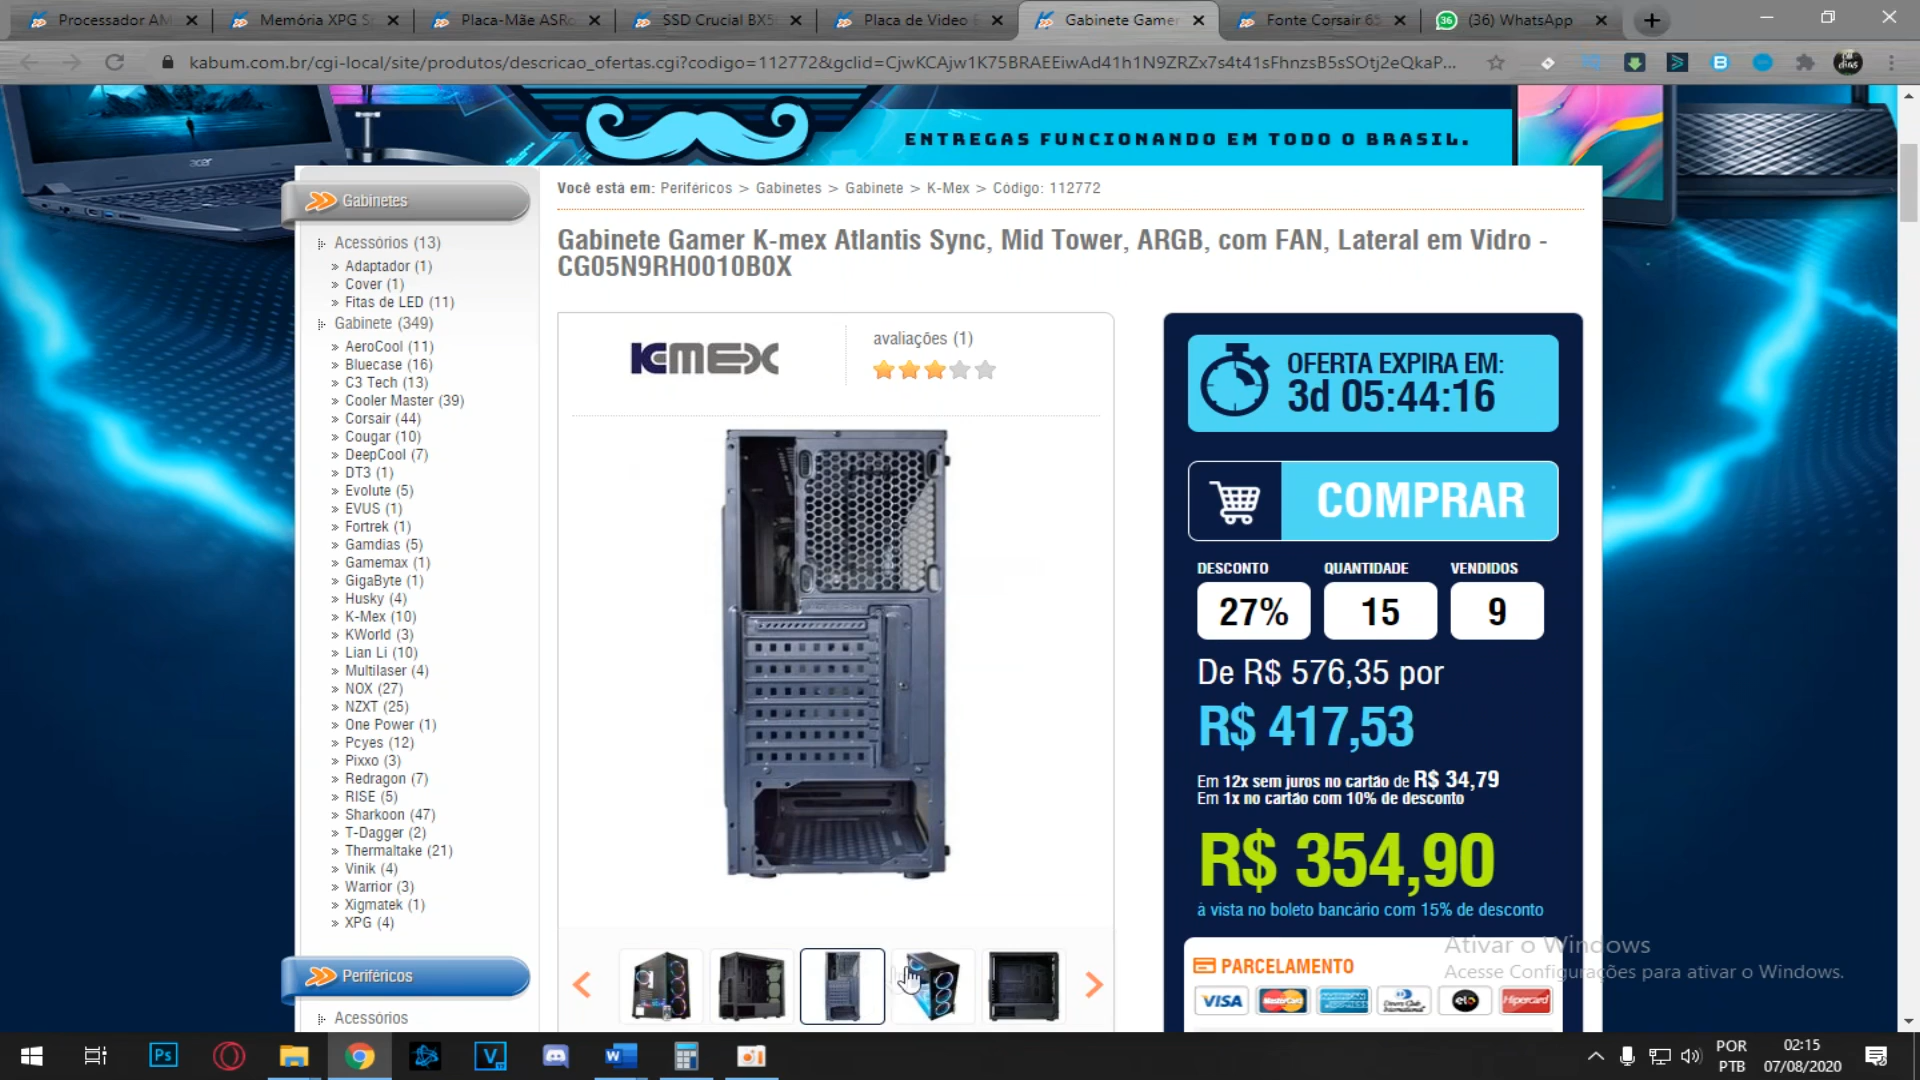 Processador AM
Memória XPG S
Placa-Mãe ASRo
SSD Crucial BX5
Placa de Video
Gabinete Gamer
Fonte Corsair 65
(36) WhatsApp
kabum.com.br/cgi-local/site/produtos/descricao_ofertas.cgi?codigo=112772&gclid=CjwKCAjw1K75BRAEEiwAd41h1N9ZRZx7s4t41sFhnzsB5sSOtj2eQkaP...
acer
ENTREGAS FUNCIONANDO EM TODO O BRASIL.
Gabinetes
Acessórios (13)
» Adaptador (1)
» Cover (1)
» Fitas de LED (11)
Gabinete (349)
» AeroCool (11)
» Bluecase (16)
» C3 Tech (13)
» Cooler Master (39)
» Corsair (44)
» Cougar (10)
» DeepCool (7)
» DT3 (1)
» Evolute (5)
» EVUS (1)
» Fortrek (1)
» Gamdias (5)
» Gamemax (1)
» GigaByte (1)
» Husky (4)
» K-Mex (10)
» KWorld (3)
» Lian Li (10)
» Multilaser (4)
» NOX (27)
» NZXT (25)
» One Power (1)
» Pcyes (12)
» Pixxo (3)
» Redragon (7)
» RISE (5)
» Sharkoon (47)
» T-Dagger (2)
» Thermaltake (21)
» Vinik (4)
» Warrior (3)
» Xigmatek (1)
» XPG (4)
Periféricos
Acessórios
Você está em: Periféricos > Gabinetes > Gabinete > K-Mex > Código: 112772
Gabinete Gamer K-mex Atlantis Sync, Mid Tower, ARGB, com FAN, Lateral em Vidro -
CG05N9RH0010B0X
KMEX
avaliações (1)
OFERTA EXPIRA EM:
3d 05:44:16
COMPRAR
DESCONTO QUANTIDADE VENDIDOS
27% 15 9
De R$ 576,35 por
R$ 417,53
Em 12x sem juros no cartão de R$ 34,79
Em 1x no cartão com 10% de desconto
R$ 354,90
à vista no boleto bancário com 15% de desconto
PARCELAMENTO
VISA MasterCard Diners Club International elo Hipercard
Ativar o Windows
Acesse Configurações para ativar o Windows.
POR
PTB
02:15
07/08/2020